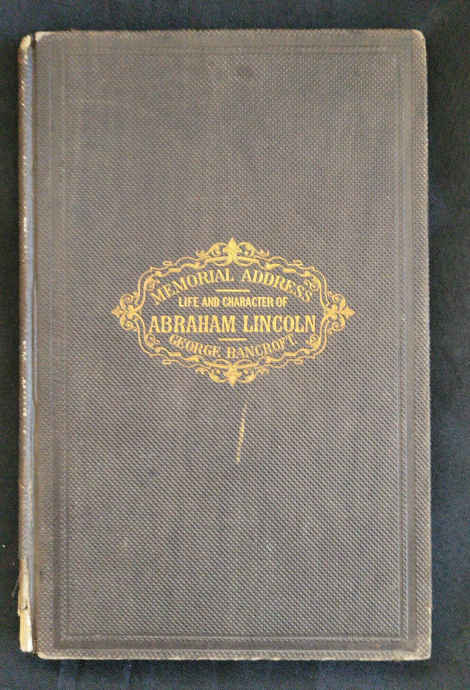 MEMORIAL ADDRESS
LIFE AND CHARACTER OF
ABRAHAM LINCOLN
GEORGE BANCROFT.